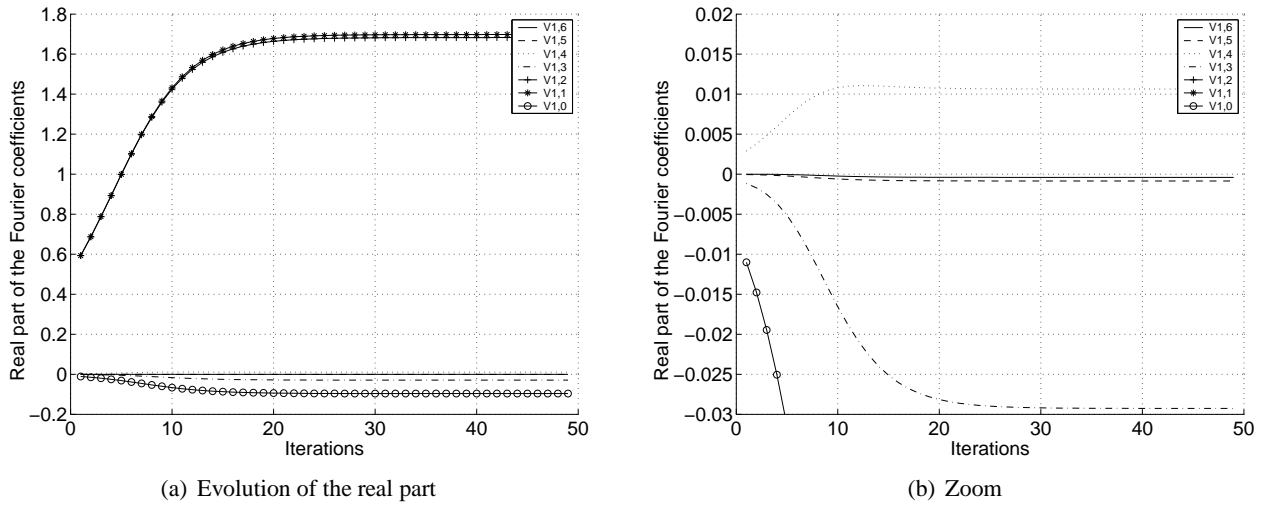 1.8
1.6
1.4
1.2
1
0.8
0.6
0.4
0.2
0
−0.2
Real part of the Fourier coefficients
0
10
20
30
40
50
Iterations
V1,6
V1,5
V1,4
V1,3
V1,2
V1,1
V1,0
(a) Evolution of the real part
0.02
0.015
0.01
0.005
0
−0.005
−0.01
−0.015
−0.02
−0.025
−0.03
Real part of the Fourier coefficients
0
10
20
30
40
50
Iterations
V1,6
V1,5
V1,4
V1,3
V1,2
V1,1
V1,0
(b) Zoom